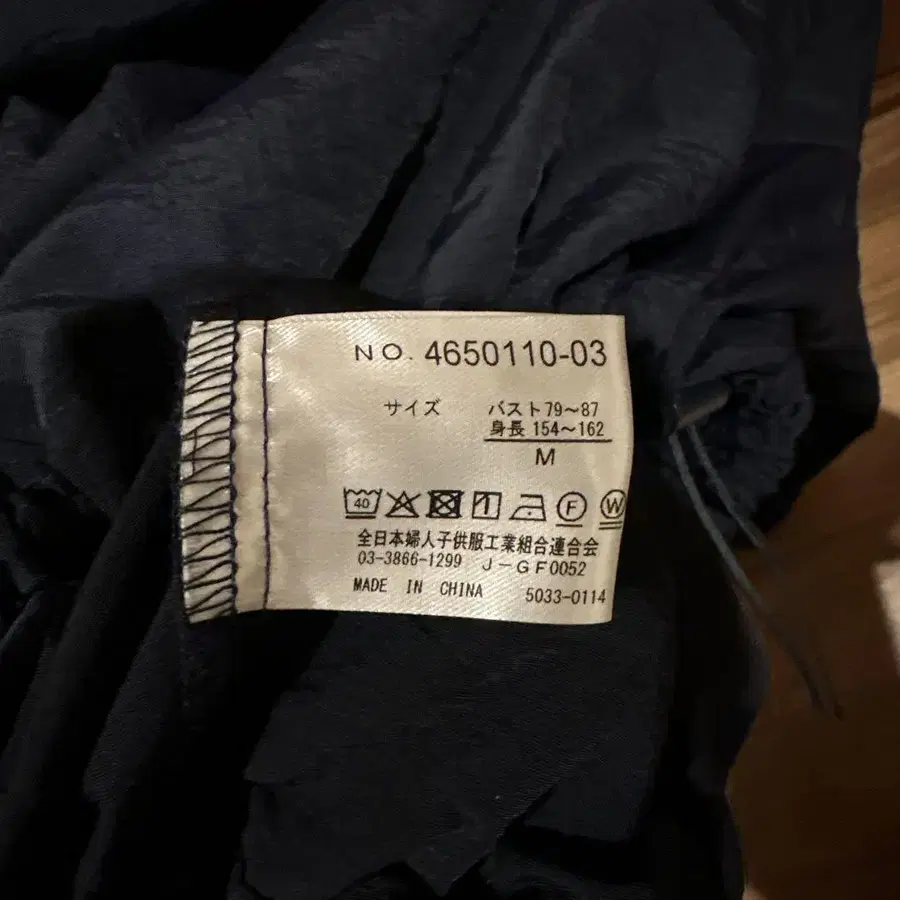 NO. 4650110-03
サイズ バスト79～87
身長 154～162
M
40 F W
全日本婦人子供服工業組合連合会
03-3866-1299 J-GF0052
MADE IN CHINA 5033-0114